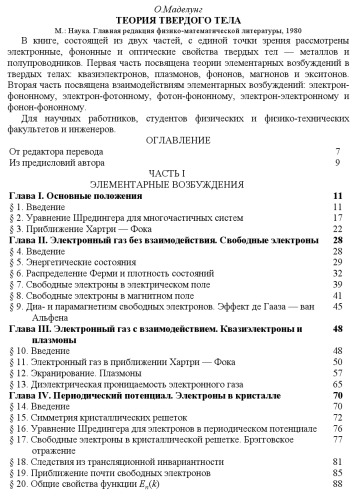 О.Маделунг
ТЕОРИЯ ТВЕРДОГО ТЕЛА
М.: Наука. Главная редакция физико-математической литературы, 1980
В книге, состоящей из двух частей, с единой точки зрения рассмотрены
электронные, фононные и оптические свойства твердых тел — металлов и
полупроводников. Первая часть посвящена теории элементарных возбуждений в
твердых телах: квазиэлектронов, плазмонов, фононов, магнонов и экситонов.
Вторая часть посвящена взаимодействиям элементарных возбуждений: электрон-
фононному, электрон-фотонному, фотон-фононному, электрон-электронному и
фонон-фононному.
Для научных работников, студентов физических и физико-технических
факультетов и инженеров.
ОГЛАВЛЕНИЕ
От редактора перевода 7
Из предисловий автора 9
ЧАСТЬ I
ЭЛЕМЕНТАРНЫЕ ВОЗБУЖДЕНИЯ
Глава I. Основные положения 11
§ 1. Введение 11
§ 2. Уравнение Шредингера для многочастичных систем 17
§ 3. Приближение Хартри — Фока 22
Глава II. Электронный газ без взаимодействия. Свободные электроны 28
§ 4. Введение 28
§ 5. Энергетические состояния 29
§ 6. Распределение Ферми и плотность состояний 32
§ 7. Свободные электроны в электрическом поле 39
§ 8. Свободные электроны в магнитном поле 41
§ 9. Диа- и парамагнетизм свободных электронов. Эффект де Гааза — ван 45
Альфена
Глава III. Электронный газ с взаимодействием. Квазиэлектроны и 48
плазмоны
§ 10. Введение 48
§ 11. Электронный газ в приближении Хартри — Фока 50
§ 12. Экранирование. Плазмоны 57
§ 13. Диэлектрическая проницаемость электронного газа 65
Глава IV. Периодический потенциал. Электроны в кристалле 70
§ 14. Введение 70
§ 15. Симметрия кристаллических решеток 72
§ 16. Уравнение Шредингера для электронов в периодическом потенциале 76
§ 17. Свободные электроны в кристаллической решетке. Брэгговское 77
отражение
§ 18. Следствия из трансляционной инвариантности 81
§ 19. Приближение почти свободных электронов 85
§ 20. Общие свойства функции Eₙ(k) 88